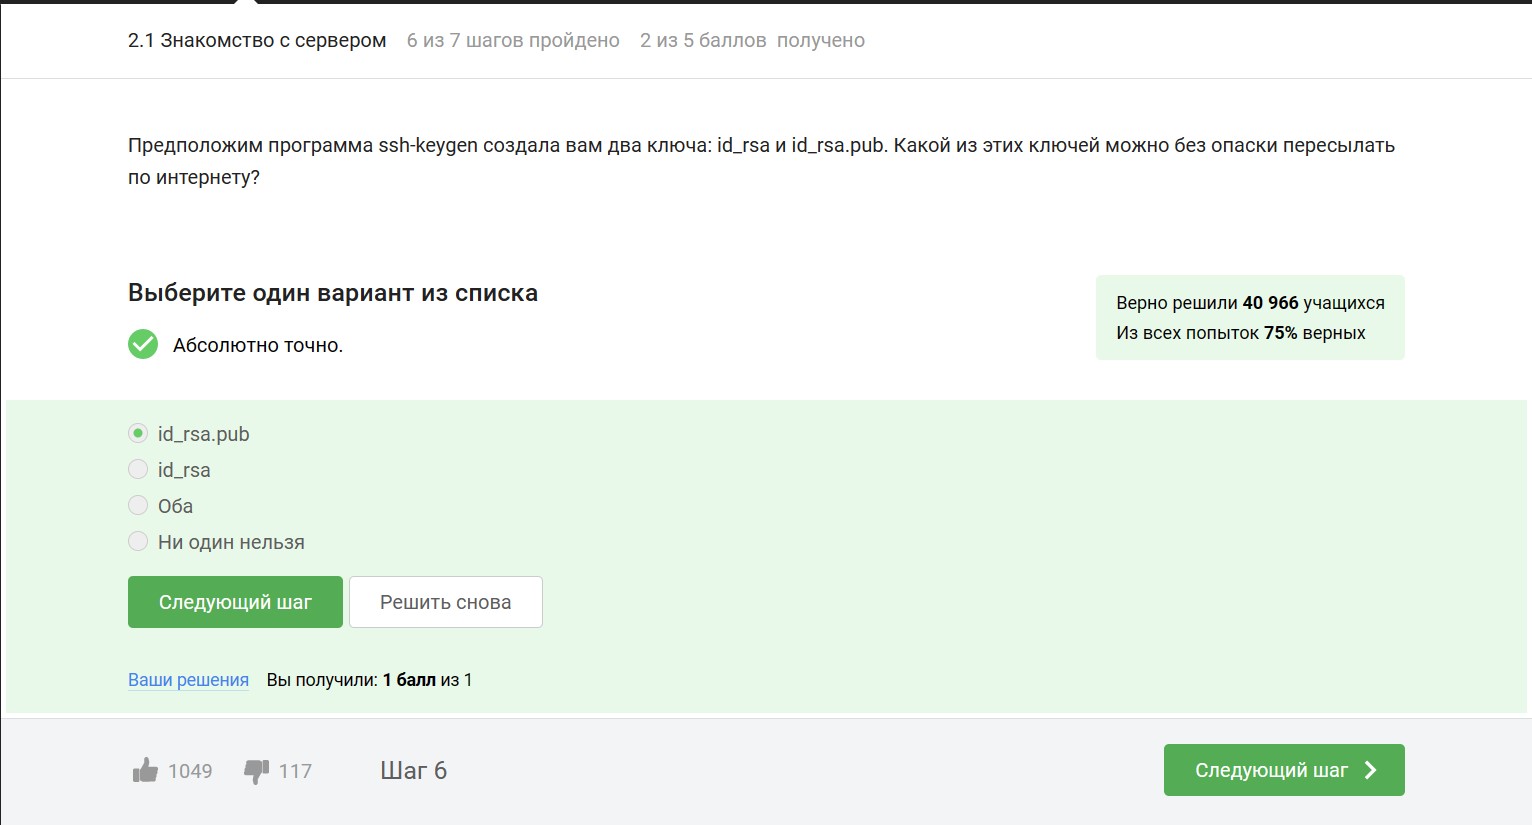 2.1 Знакомство с сервером 6 из 7 шагов пройдено 2 из 5 баллов получено
Предположим программа ssh-keygen создала вам два ключа: id_rsa и id_rsa.pub. Какой из этих ключей можно без опаски пересылать
по интернету?
Выберите один вариант из списка
Абсолютно точно.
Верно решили 40 966 учащихся
Из всех попыток 75% верных
id_rsa.pub
id_rsa
Оба
Ни один нельзя
Следующий шаг Решить снова
Ваши решения Вы получили: 1 балл из 1
1049 117 Шаг 6 Следующий шаг